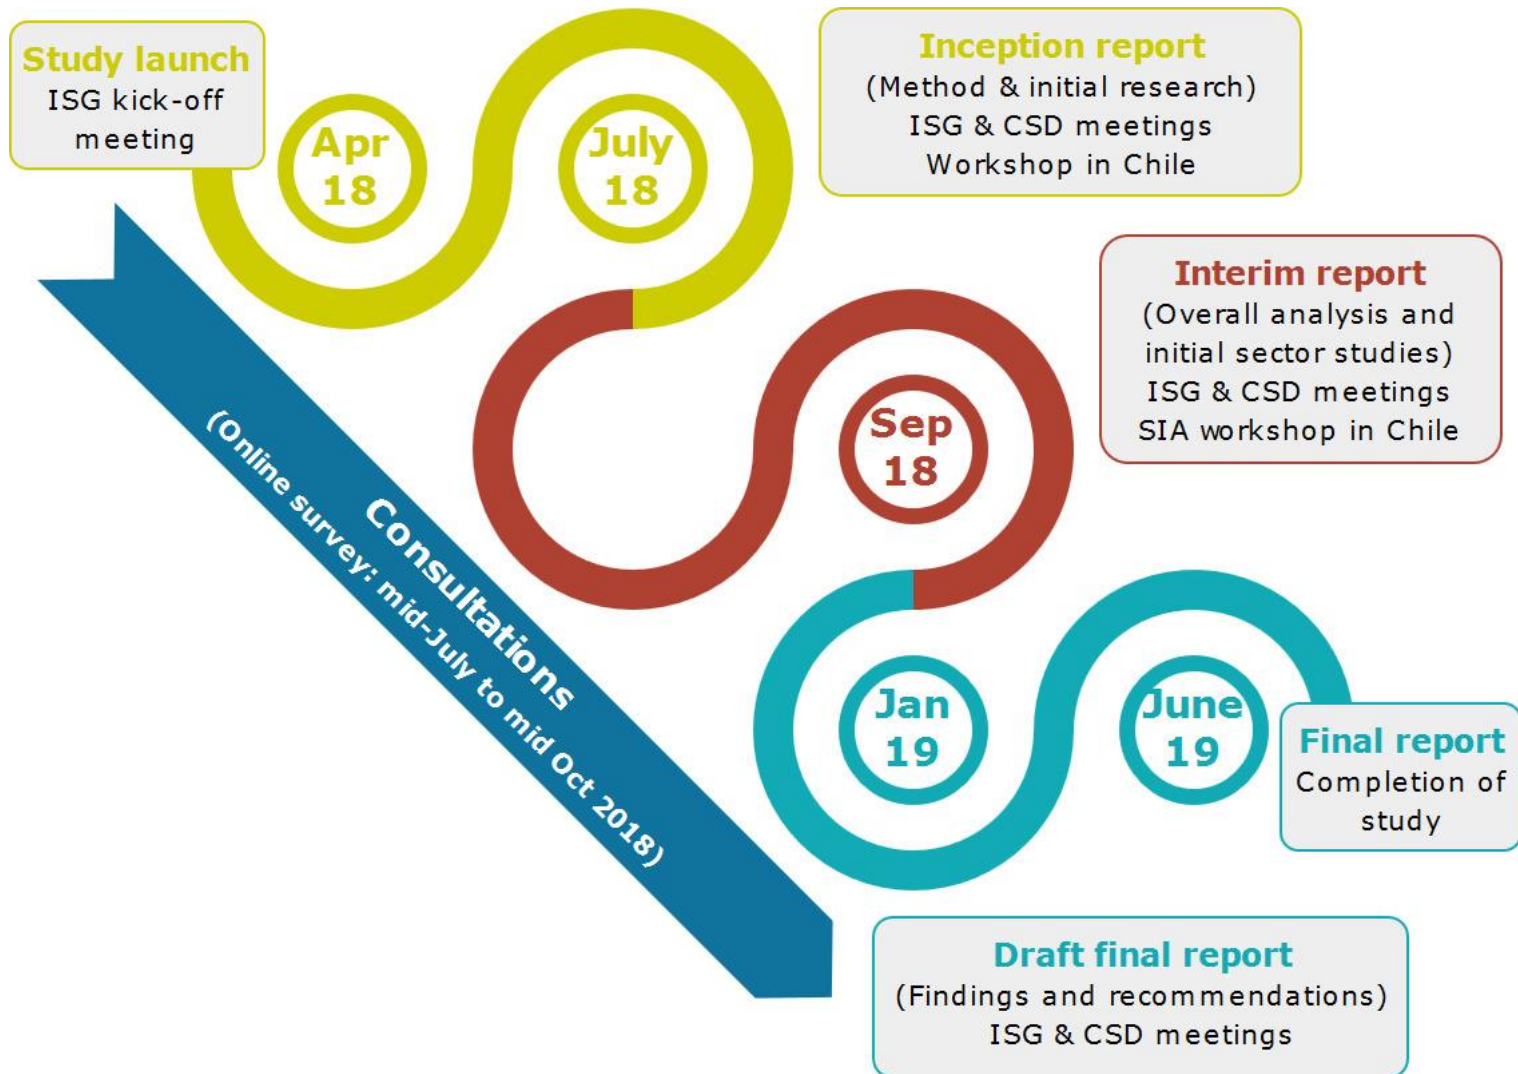 Study launch
ISG kick-off
meeting
Apr
18
July
18
Inception report
(Method & initial research)
ISG & CSD meetings
Workshop in Chile
Interim report
(Overall analysis and
initial sector studies)
ISG & CSD meetings
SIA workshop in Chile
Sep
18
Consultations
(Online survey: mid-July to mid Oct 2018)
Jan
19
June
19
Final report
Completion of
study
Draft final report
(Findings and recommendations)
ISG & CSD meetings